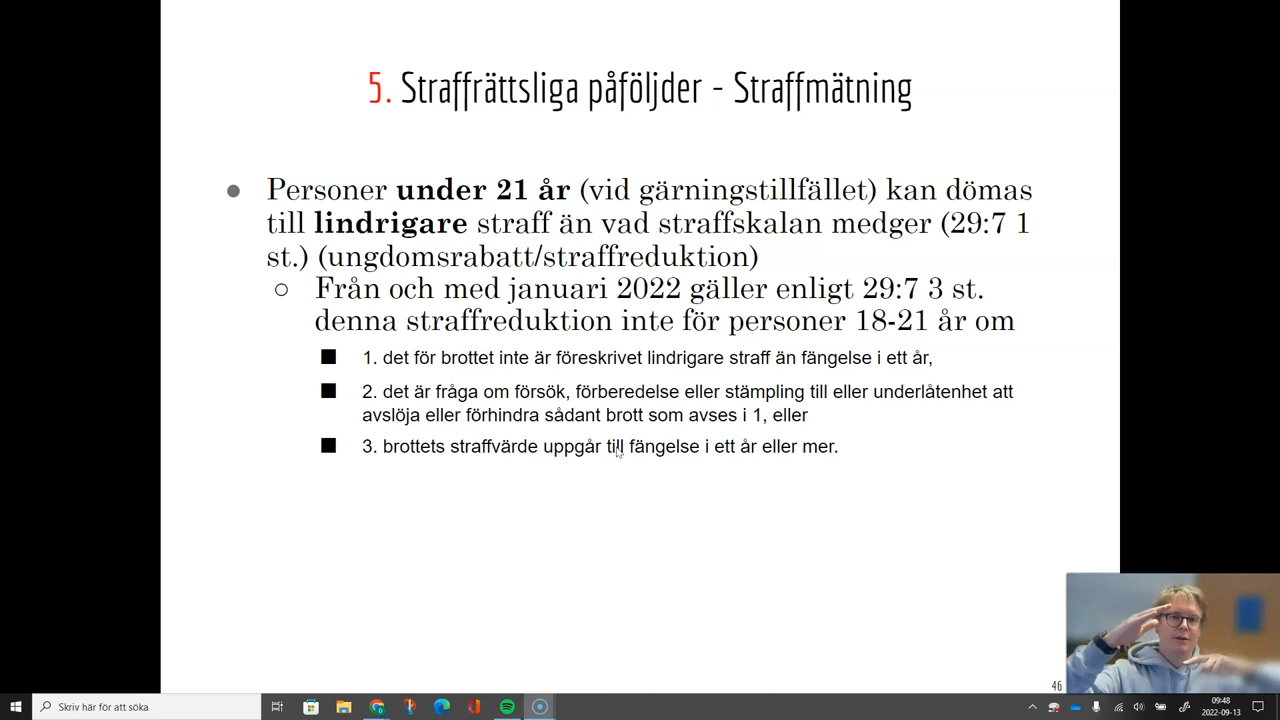 5. Straffrättsliga påföljder - Straffmätning
● Personer under 21 år (vid gärningstillfället) kan dömas
till lindrigare straff än vad straffskalan medger (29:7 1
st.) (ungdomsrabatt/straffreduktion)
○ Från och med januari 2022 gäller enligt 29:7 3 st.
denna straffreduktion inte för personer 18-21 år om
■ 1. det för brottet inte är föreskrivet lindrigare straff än fängelse i ett år,
■ 2. det är fråga om försök, förberedelse eller stämpling till eller underlåtenhet att
avslöja eller förhindra sådant brott som avses i 1, eller
■ 3. brottets straffvärde uppgår till fängelse i ett år eller mer.
46
Skriv här för att söka
09:48
2022-09-13